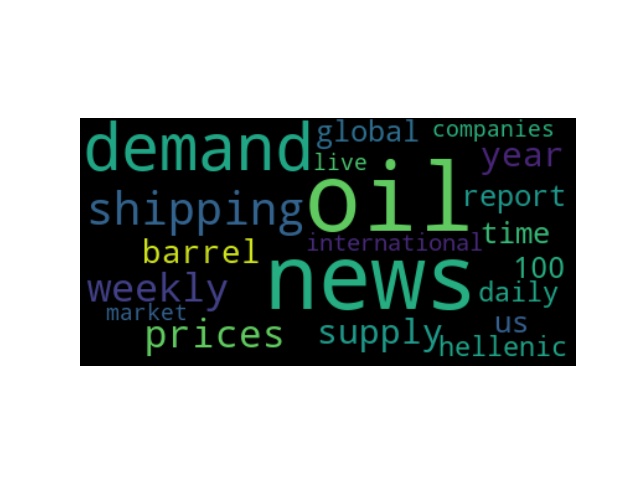 demand global companies
live year
shipping oil report
barrel international time
weekly news 100
market daily
prices supply us
hellenic